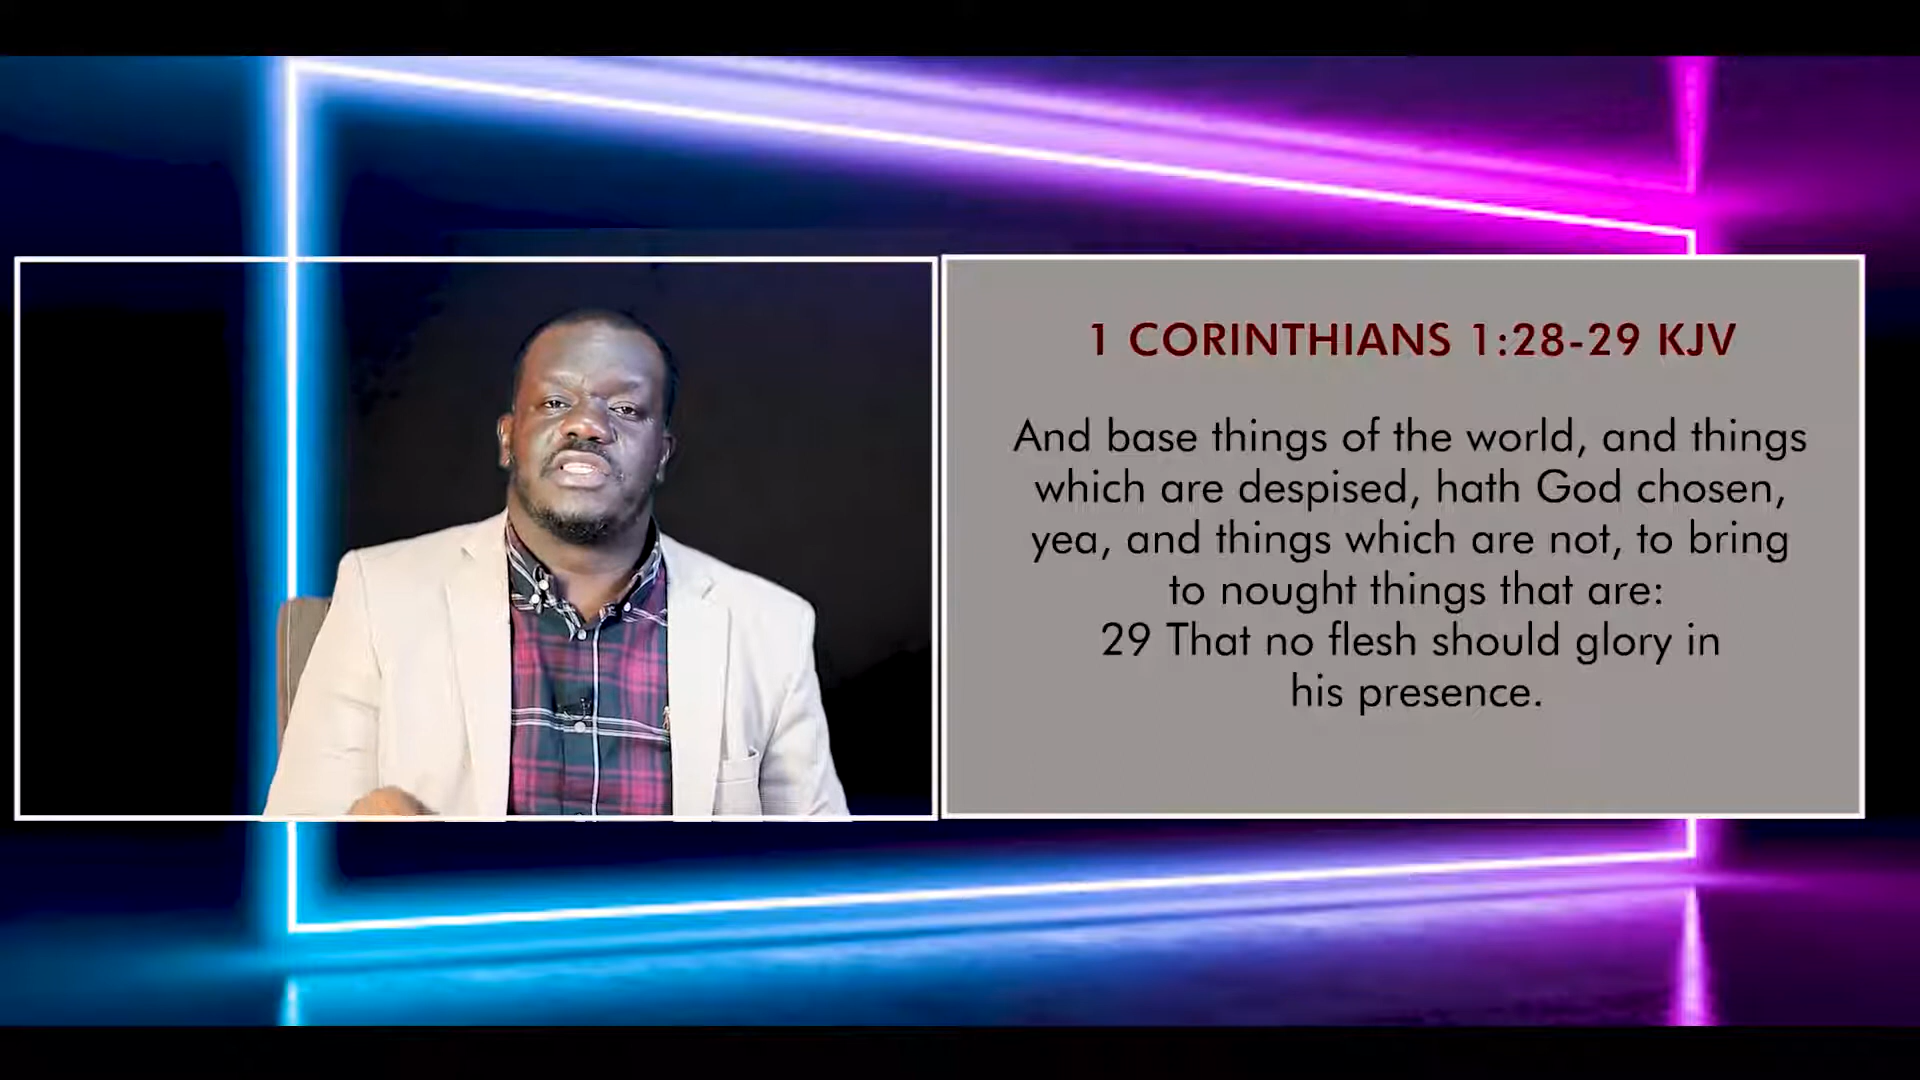 1 CORINTHIANS 1:28-29 KJV
And base things of the world, and things
which are despised, hath God chosen,
yea, and things which are not, to bring
to nought things that are:
29 That no flesh should glory in
his presence.